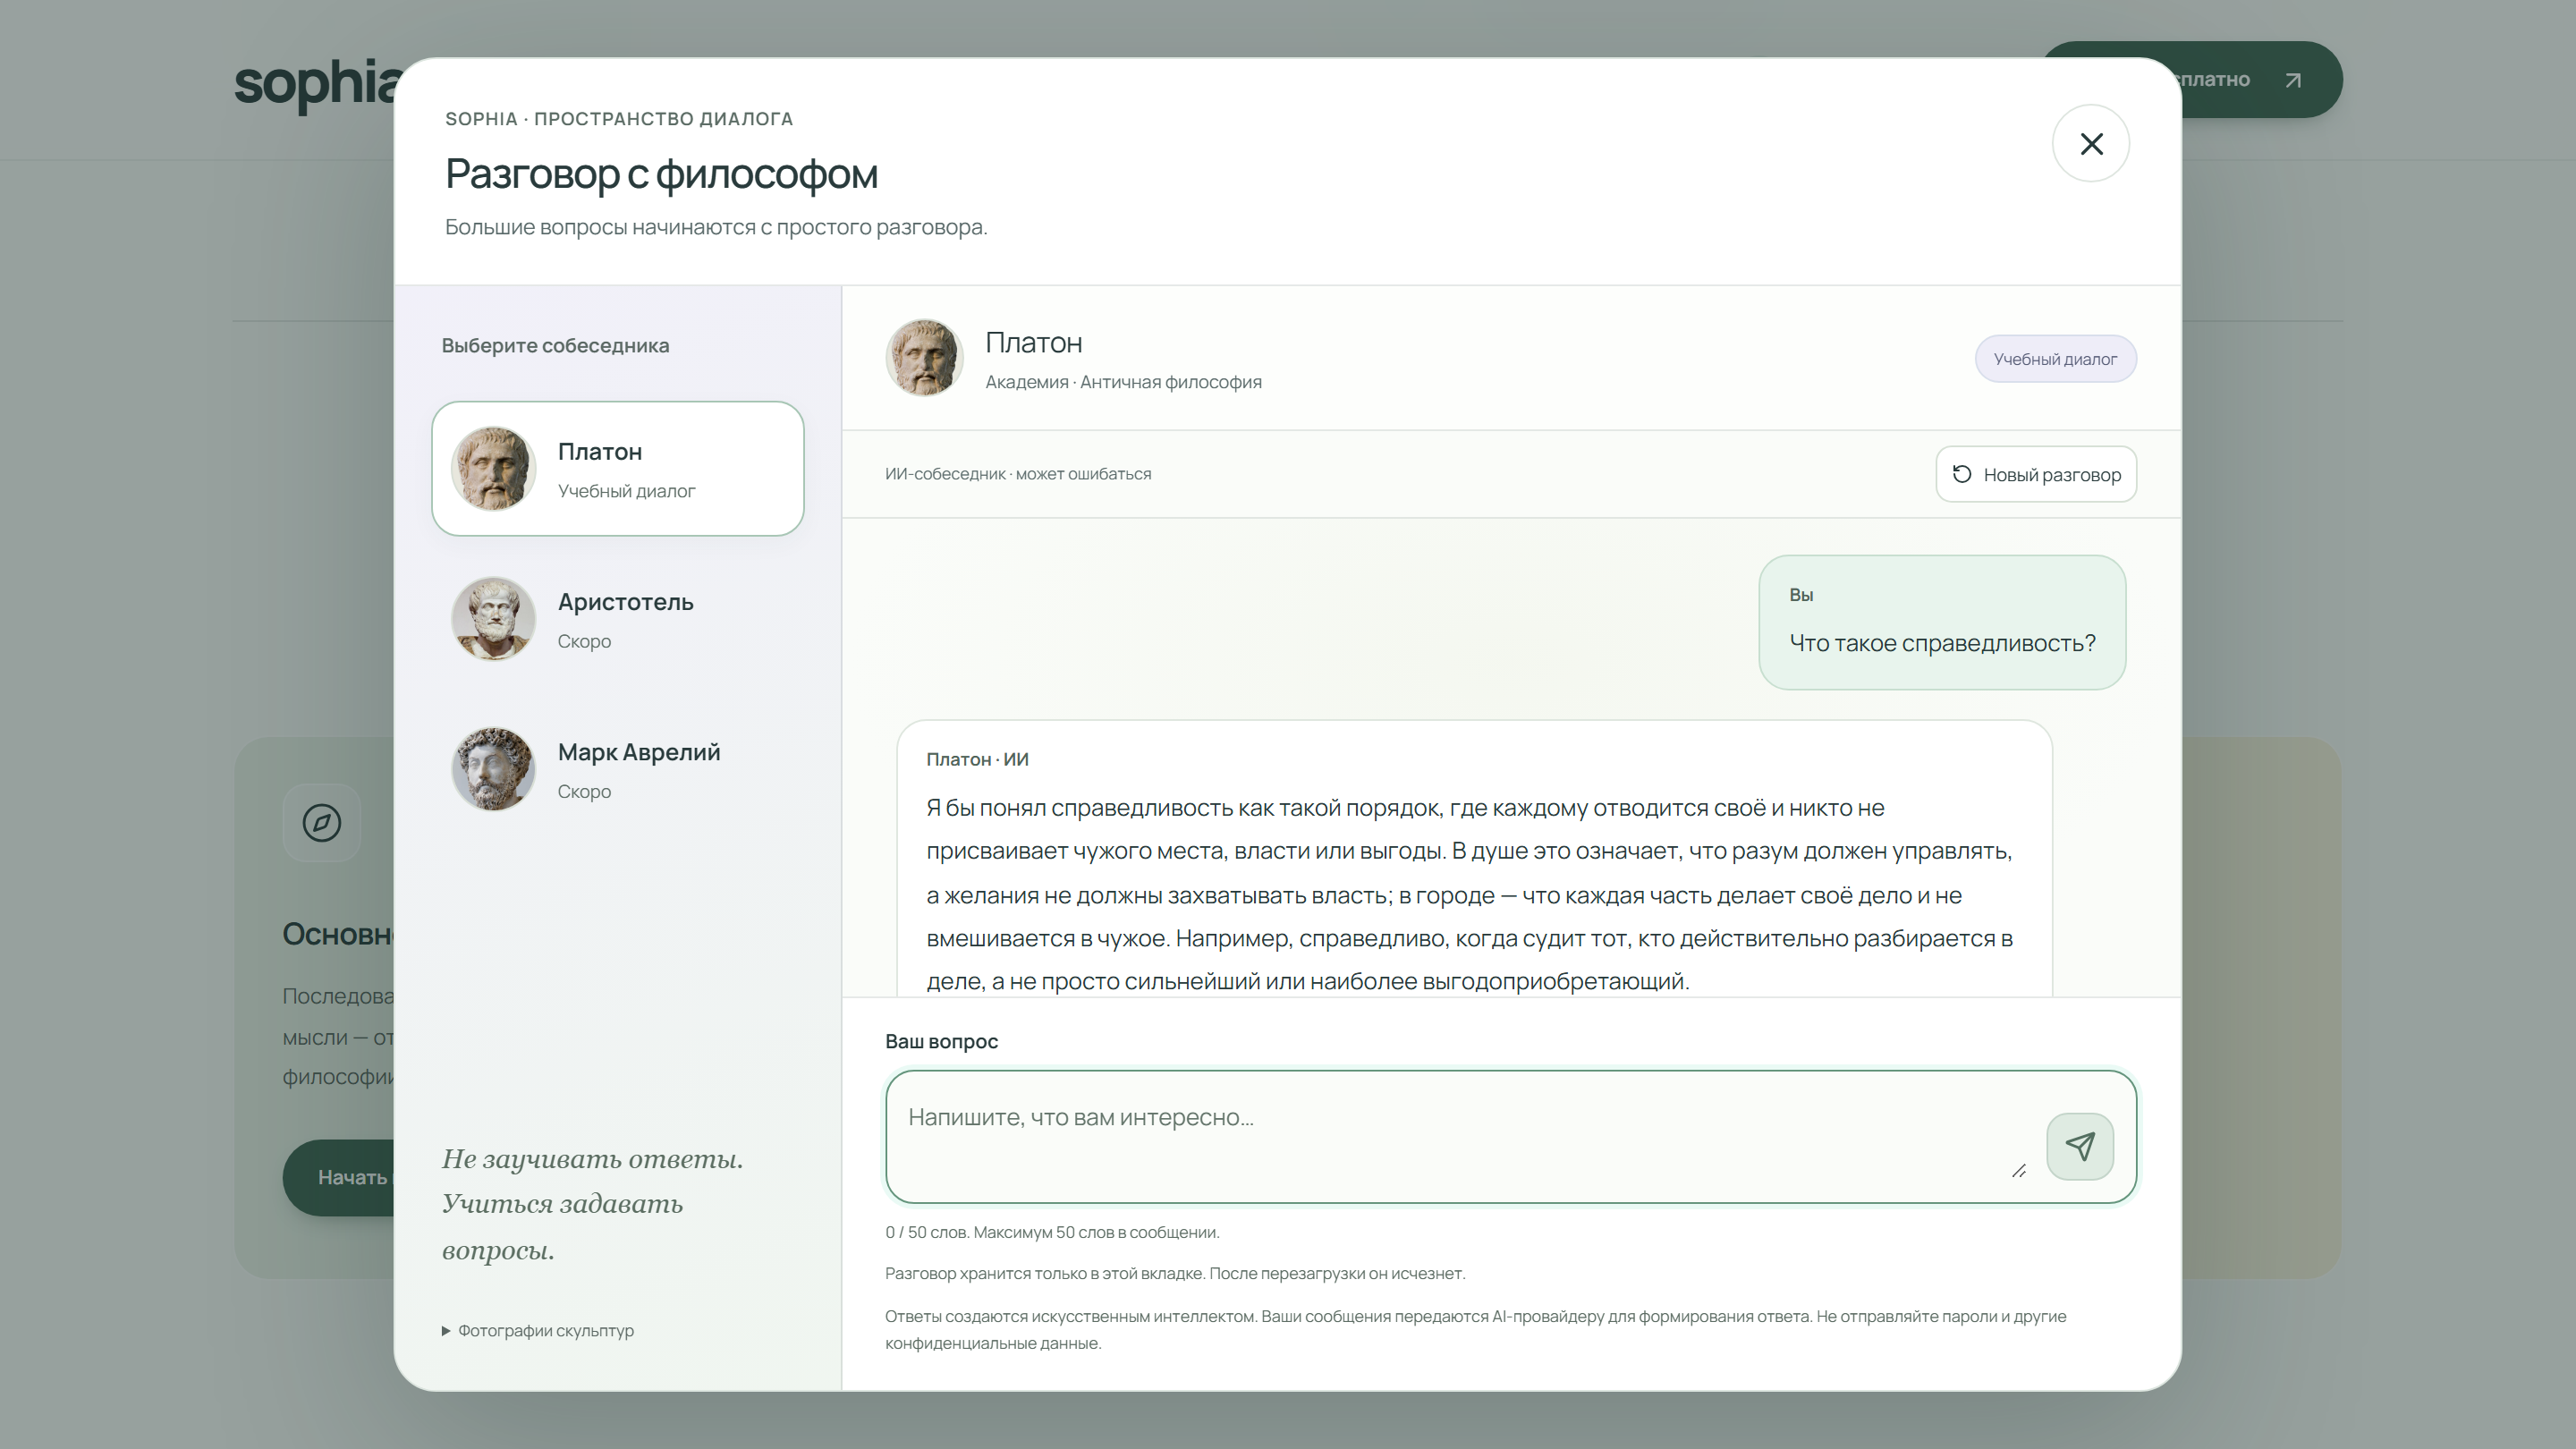 sophia
сплатно
SOPHIA · ПРОСТРАНСТВО ДИАЛОГА
Разговор с философом
Большие вопросы начинаются с простого разговора.
Выберите собеседника
Платон
Учебный диалог
Аристотель
Скоро
Марк Аврелий
Скоро
Не заучивать ответы.
Учиться задавать
вопросы.
Фотографии скульптур
Платон
Академия · Античная философия
Учебный диалог
ИИ-собеседник · может ошибаться
Новый разговор
Вы
Что такое справедливость?
Платон · ИИ
Я бы понял справедливость как такой порядок, где каждому отводится своё и никто не
присваивает чужого места, власти или выгоды. В душе это означает, что разум должен управлять,
а желания не должны захватывать власть; в городе — что каждая часть делает своё дело и не
вмешивается в чужое. Например, справедливо, когда судит тот, кто действительно разбирается в
деле, а не просто сильнейший или наиболее выгодоприобретающий.
Ваш вопрос
Напишите, что вам интересно...
0 / 50 слов. Максимум 50 слов в сообщении.
Разговор хранится только в этой вкладке. После перезагрузки он исчезнет.
Ответы создаются искусственным интеллектом. Ваши сообщения передаются AI-провайдеру для формирования ответа. Не отправляйте пароли и другие
конфиденциальные данные.
Основн
Последова
мысли — от
философии
Начать